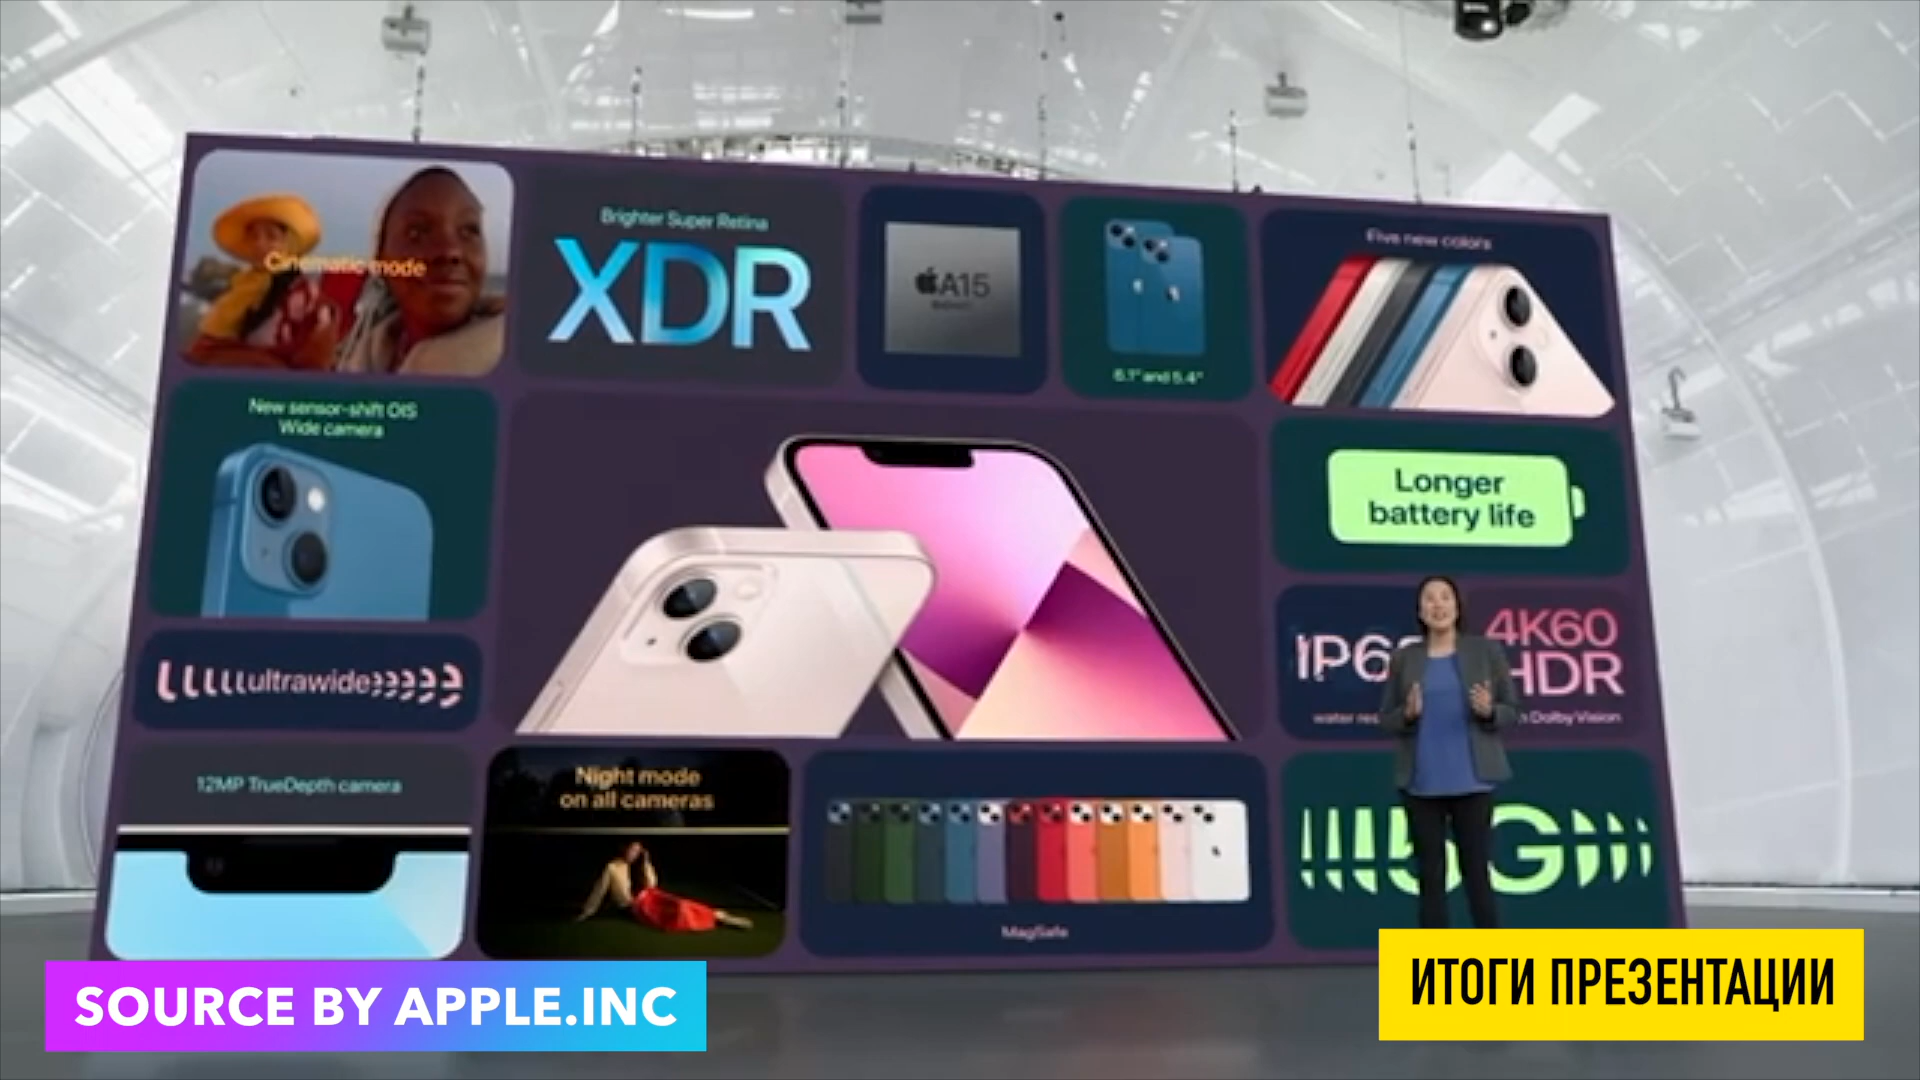 Cinematic mode
Brighter Super Retina
XDR
A15
6.1" and 5.4"
Five new colors
New sensor-shift OIS
Wide camera
Longer
battery life
ultrawide
IP6
water
4K60
HDR
Dolby Vision
12MP TrueDepth camera
Night mode
on all cameras
MagSafe
5G
SOURCE BY APPLE.INC
ИТОГИ ПРЕЗЕНТАЦИИ